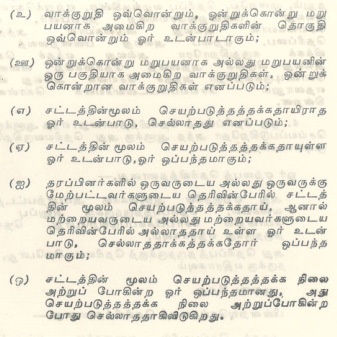 (உ) வாக்குறுதி ஒவ்வொன்றும், ஒன்றுக்கொன்று மறு
பயனாக அமைகிற வாக்குறுதிகளின் தொகுதி
ஒவ்வொன்றும் ஓர் உடன்பாடாகும்;
(ஊ) ஒன்றுக்கொன்று மறுபயனாக அல்லது மறுபயனின்
ஒரு பகுதியாக அமைகிற வாக்குறுதிகள், ஒன்றுக்
கொன்றான வாக்குறுதிகள் எனப்படும்;
(எ) சட்டத்தின்மூலம் செயற்படுத்தத்தக்கதாயிராத
ஓர் உடன்பாடு, செல்லாதது எனப்படும்;
(ஏ) சட்டத்தின் மூலம் செயற்படுத்தத்தக்கதாயுள்ள
ஓர் உடன்பாடு,ஓர் ஒப்பந்தமாகும்;
(ஐ) தரப்பினர்களில் ஒருவருடைய அல்லது ஒருவருக்கு
மேற்பட்டவர்களுடைய தெரிவின்பேரில் சட்டத்
தின் மூலம் செயற்படுத்தத்தக்கதாய், ஆனால்
மற்றையவருடைய அல்லது மற்றையவர்களுடைய
தெரிவின்பேரில் அல்லாததாய் உள்ள ஓர் உடன்
பாடு, செல்லாததாக்கத்தக்கதோர் ஒப்பந்த
மாகும்;
(ஒ) சட்டத்தின் மூலம் செயற்படுத்தத்தக்க நிலை
அற்றுப் போகின்ற ஓர் ஒப்பந்தமானது, அது
செயற்படுத்தத்தக்க நிலை அற்றுப்போகின்ற
போது செல்லாததாகிவிடுகிறது.